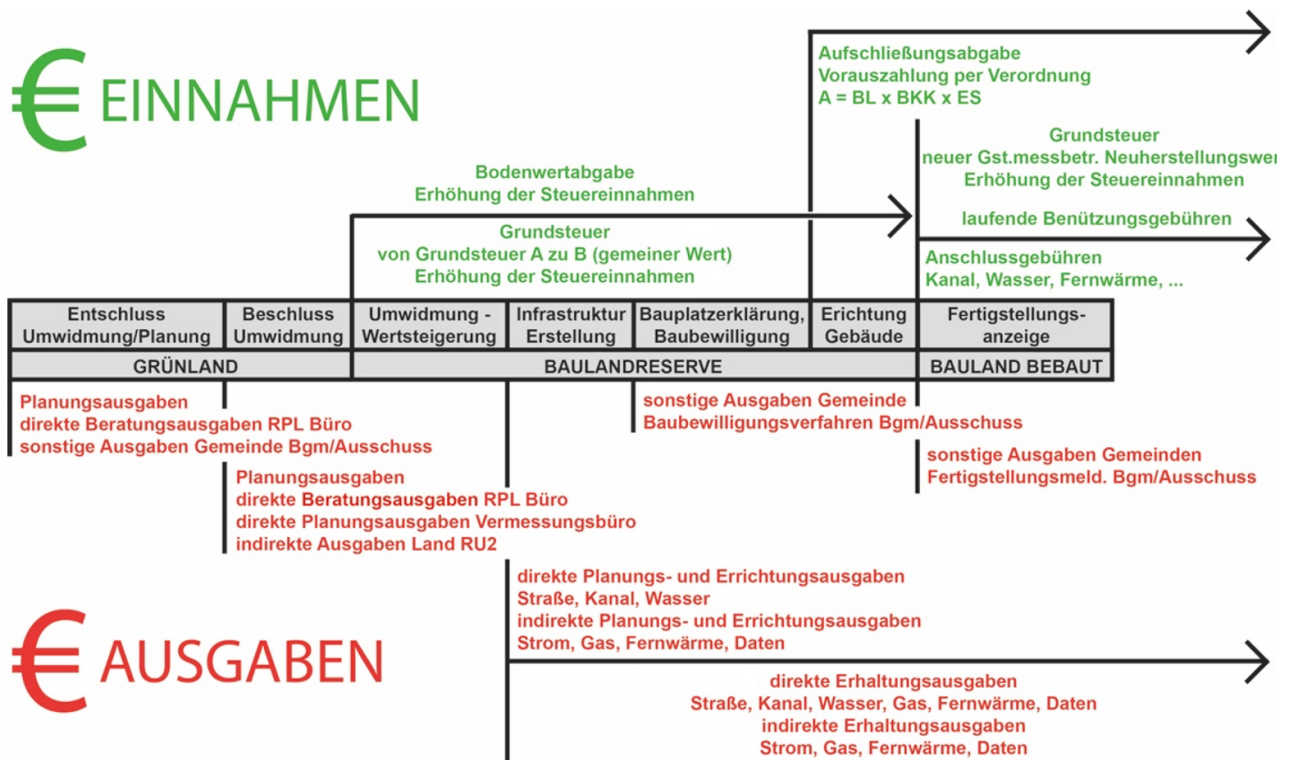 € EINNAHMEN
Aufschließungsabgabe
Vorauszahlung per Verordnung
A = BL x BKK x ES
Grundsteuer
neuer Gst.messbetr. Neuherstellungswer
Erhöhung der Steuereinnahmen
Bodenwertabgabe
Erhöhung der Steuereinnahmen
laufende Benützungsgebühren
Grundsteuer
von Grundsteuer A zu B (gemeiner Wert)
Erhöhung der Steuereinnahmen
Anschlussgebühren
Kanal, Wasser, Fernwärme, ...
Entschluss
Umwidmung/Planung
Beschluss
Umwidmung
Umwidmung -
Wertsteigerung
Infrastruktur
Erstellung
Bauplatzerklärung,
Baubewilligung
Erichtung
Gebäude
Fertigstellungs-
anzeige
GRÜNLAND
BAULANDRESERVE
BAULAND BEBAUT
Planungsausgaben
direkte Beratungsausgaben RPL Büro
sonstige Ausgaben Gemeinde Bgm/Ausschuss
sonstige Ausgaben Gemeinde
Baubewilligungsverfahren Bgm/Ausschuss
sonstige Ausgaben Gemeinden
Fertigstellungsmeld. Bgm/Ausschuss
Planungsausgaben
direkte Beratungsausgaben RPL Büro
direkte Planungsausgaben Vermessungsbüro
indirekte Ausgaben Land RU2
direkte Planungs- und Errichtungsausgaben
Straße, Kanal, Wasser
indirekte Planungs- und Errichtungsausgaben
Strom, Gas, Fernwärme, Daten
€ AUSGABEN
direkte Erhaltungsausgaben
Straße, Kanal, Wasser, Gas, Fernwärme, Daten
indirekte Erhaltungsausgaben
Strom, Gas, Fernwärme, Daten